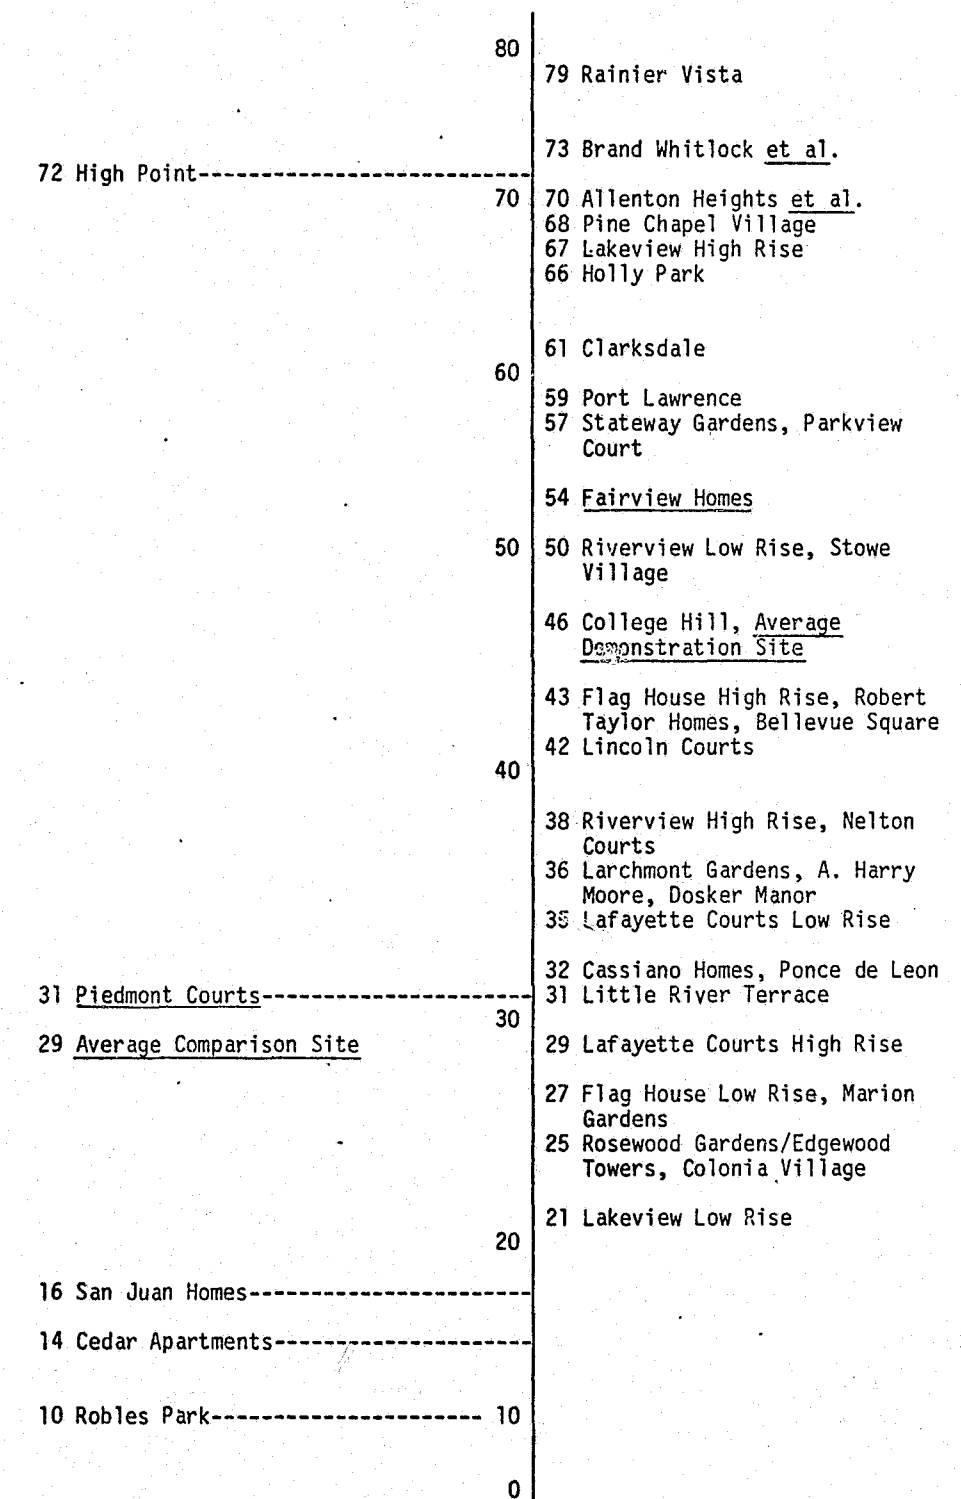 80
79 Rainier Vista
73 Brand Whitlock et al.
72 High Point---------------------------
70
70 Allenton Heights et al.
68 Pine Chapel Village
67 Lakeview High Rise
66 Holly Park
61 Clarksdale
60
59 Port Lawrence
57 Stateway Gardens, Parkview
Court
54 Fairview Homes
50
50 Riverview Low Rise, Stowe
Village
46 College Hill, Average
Demonstration Site
43 Flag House High Rise, Robert
Taylor Homes, Bellevue Square
42 Lincoln Courts
40
38 Riverview High Rise, Nelton
Courts
36 Larchmont Gardens, A. Harry
Moore, Dosker Manor
35 Lafayette Courts Low Rise
32 Cassiano Homes, Ponce de Leon
31 Piedmont Courts----------------------
31 Little River Terrace
30
29 Average Comparison Site
29 Lafayette Courts High Rise
27 Flag House Low Rise, Marion
Gardens
25 Rosewood Gardens/Edgewood
Towers, Colonia Village
21 Lakeview Low Rise
20
16 San Juan Homes-----------------------
14 Cedar Apartments---------------------
10 Robles Park---------------------- 10
0